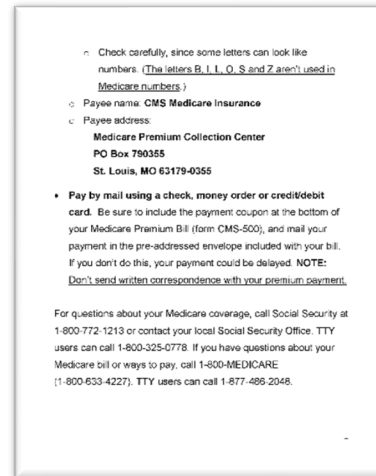 ○ Check carefully, since some letters can look like
numbers. (The letters B, I, L, O, S and Z aren't used in
Medicare numbers.)
○ Payee name: CMS Medicare Insurance
○ Payee address:
Medicare Premium Collection Center
PO Box 790355
St. Louis, MO 63179-0355
• Pay by mail using a check, money order or credit/debit
card. Be sure to include the payment coupon at the bottom of
your Medicare Premium Bill (form CMS-500), and mail your
payment in the pre-addressed envelope included with your bill.
If you don't do this, your payment could be delayed. NOTE:
Don't send written correspondence with your premium payment.
For questions about your Medicare coverage, call Social Security at
1-800-772-1213 or contact your local Social Security Office. TTY
users can call 1-800-325-0778. If you have questions about your
Medicare bill or ways to pay, call 1-800-MEDICARE
(1-800-633-4227). TTY users can call 1-877-486-2048.